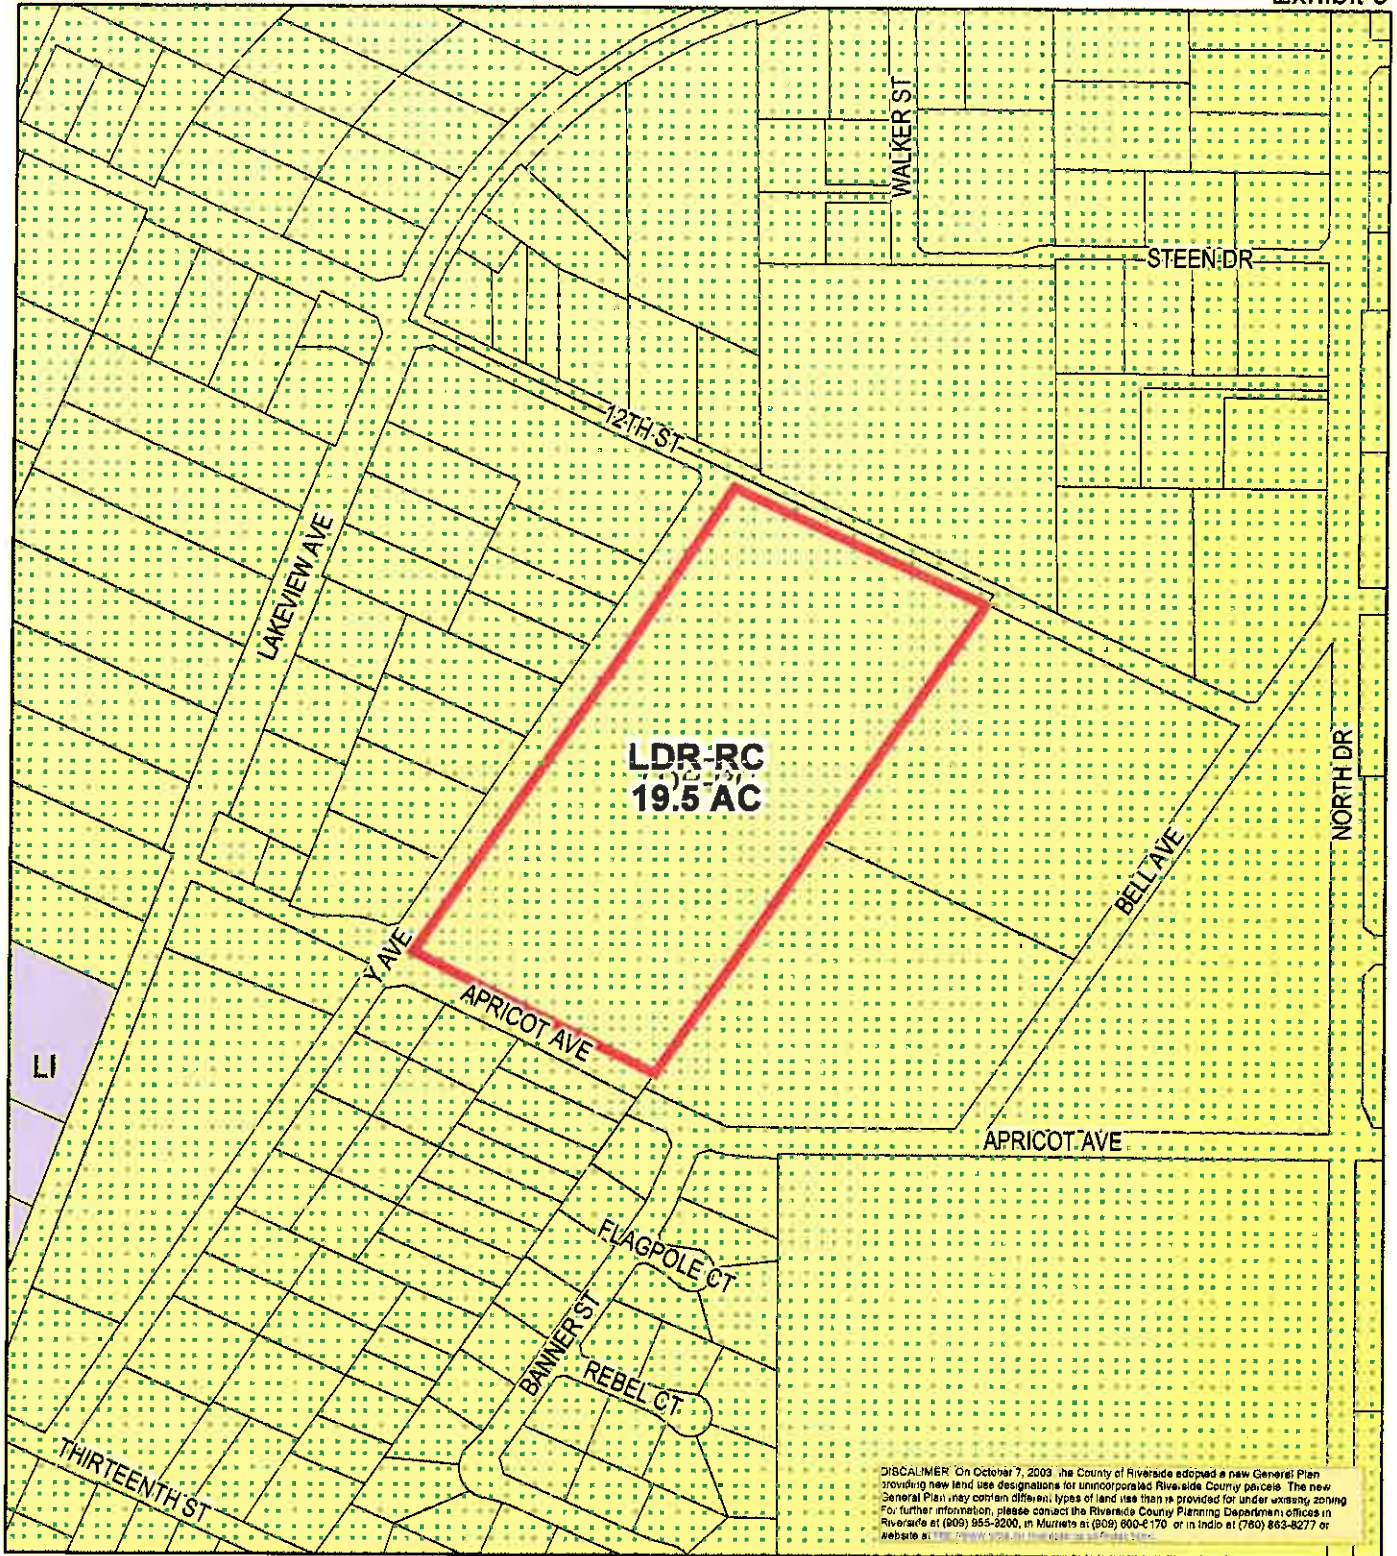 WALKER ST
STEEN DR
12TH ST
LAKEVIEW AVE
LDR-RC
19.5 AC
NORTH DR
BELL AVE
Y AVE
APRICOT AVE
LI
APRICOT AVE
FLAGPOLE CT
BANNER ST
REBEL CT
THIRTEENTH ST
DISCALIMER On October 7, 2003 the County of Riverside adopted a new General Plan
providing new land use designations for unincorporated Riverside County parcels The new
General Plan may contain different types of land use than is provided for under existing zoning
For further information, please contact the Riverside County Planning Department offices in
Riverside at (909) 955-3200, in Murrieta at (909) 600-6170 or in Indio at (760) 863-8277 or
website at